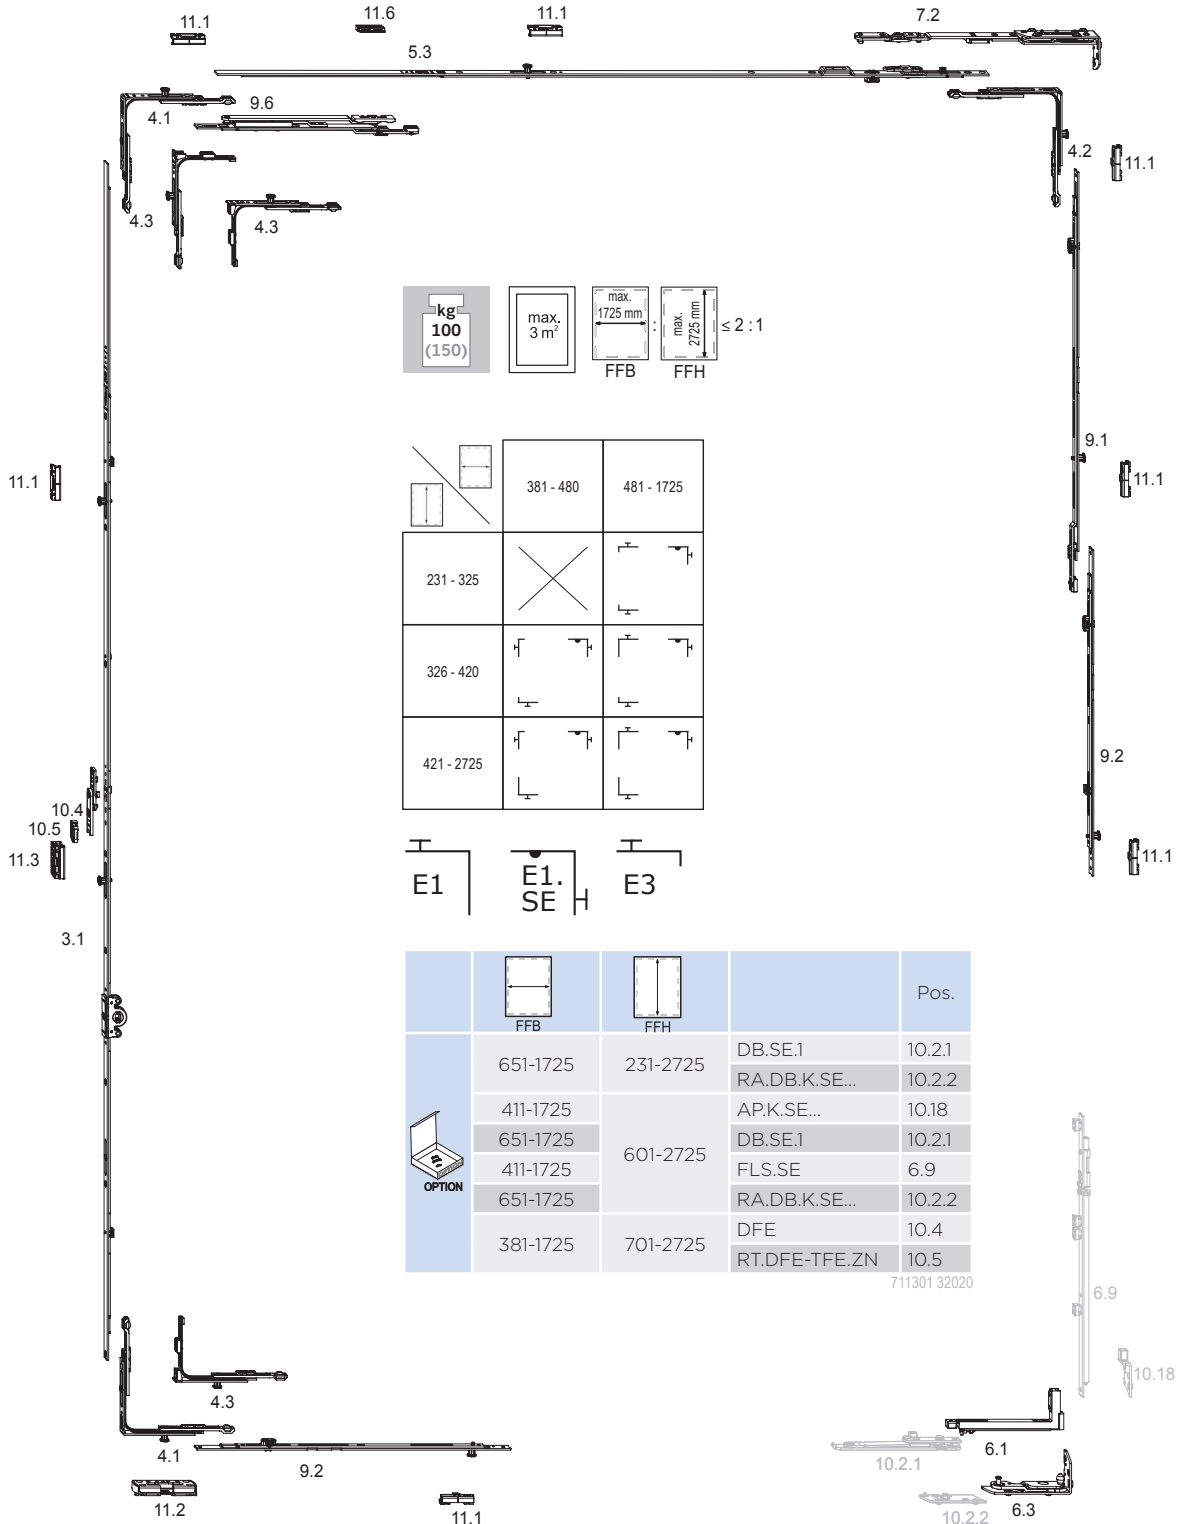 11.1
11.6
11.1
7.2
5.3
4.1
9.6
4.2
11.1
4.3
4.3
kg
100
(150)
max.
3 m²
max.
1725 mm
FFB
:
max.
2725 mm
FFH
≤ 2 : 1
11.1
9.1
11.1
381 - 480
481 - 1725
231 - 325
326 - 420
421 - 2725
9.2
10.4
10.5
11.3
11.1
E1
E1.
SE
E3
3.1
FFB
FFH
Pos.
651-1725
231-2725
DB.SE.1
10.2.1
RA.DB.K.SE...
10.2.2
411-1725
601-2725
AP.K.SE...
10.18
651-1725
DB.SE.1
10.2.1
411-1725
FLS.SE
6.9
651-1725
RA.DB.K.SE...
10.2.2
381-1725
701-2725
DFE
10.4
RT.DFE-TFE.ZN
10.5
OPTION
711301 32020
6.9
10.18
4.3
4.1
9.2
10.2.1
6.1
11.2
11.1
10.2.2
6.3